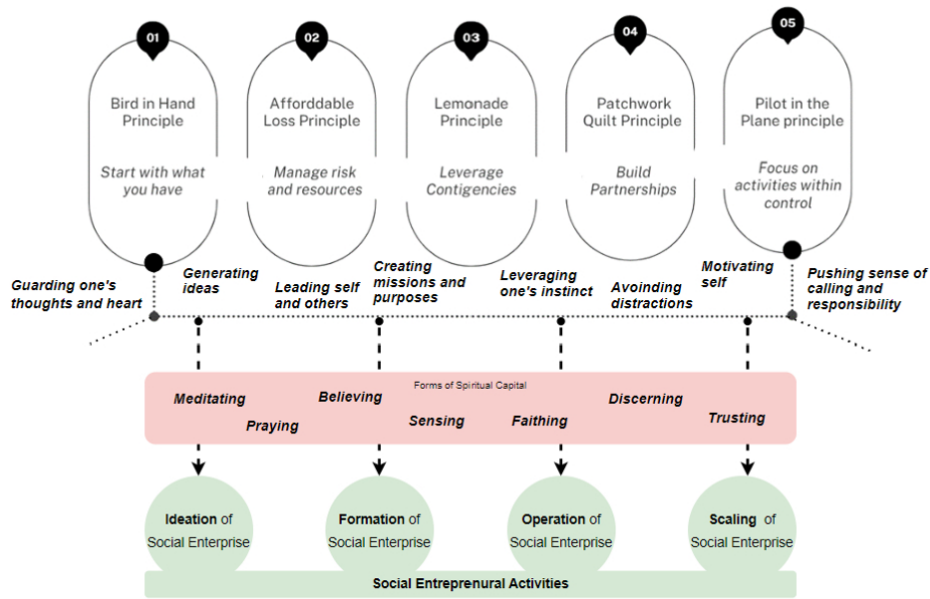 01
02
03
04
05
Bird in Hand
Principle
Start with what
you have
Afforddable
Loss Principle
Manage risk
and resources
Lemonade
Principle
Leverage
Contigencies
Patchwork
Quilt Principle
Build
Partnerships
Pilot in the
Plane principle
Focus on
activities within
control
Guarding one's
thoughts and heart
Generating
ideas
Leading self
and others
Creating
missions and
purposes
Leveraging
one's instinct
Avoinding
distractions
Motivating
self
Pushing sense of
calling and
responsibility
Forms of Spiritual Capital
Meditating
Praying
Believing
Sensing
Faithing
Discerning
Trusting
Ideation of
Social Enterprise
Formation of
Social Enterprise
Operation of
Social Enterprise
Scaling of
Social Enterprise
Social Entreprenural Activities